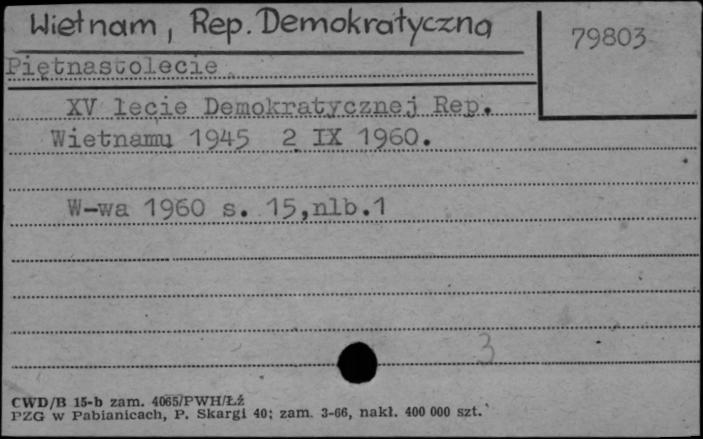 Wietnam, Rep. Demokratyczna
79803
Piętnastolecie
XV lecie Demokratycznej Rep.
Wietnamu 1945 2 IX 1960.
W-wa 1960 s. 15,nlb.1
3
CWD/B 15-b zam. 4065/PWH/Łź
PZG w Pabianicach, P. Skargi 40; zam. 3-66, nakł. 400 000 szt.